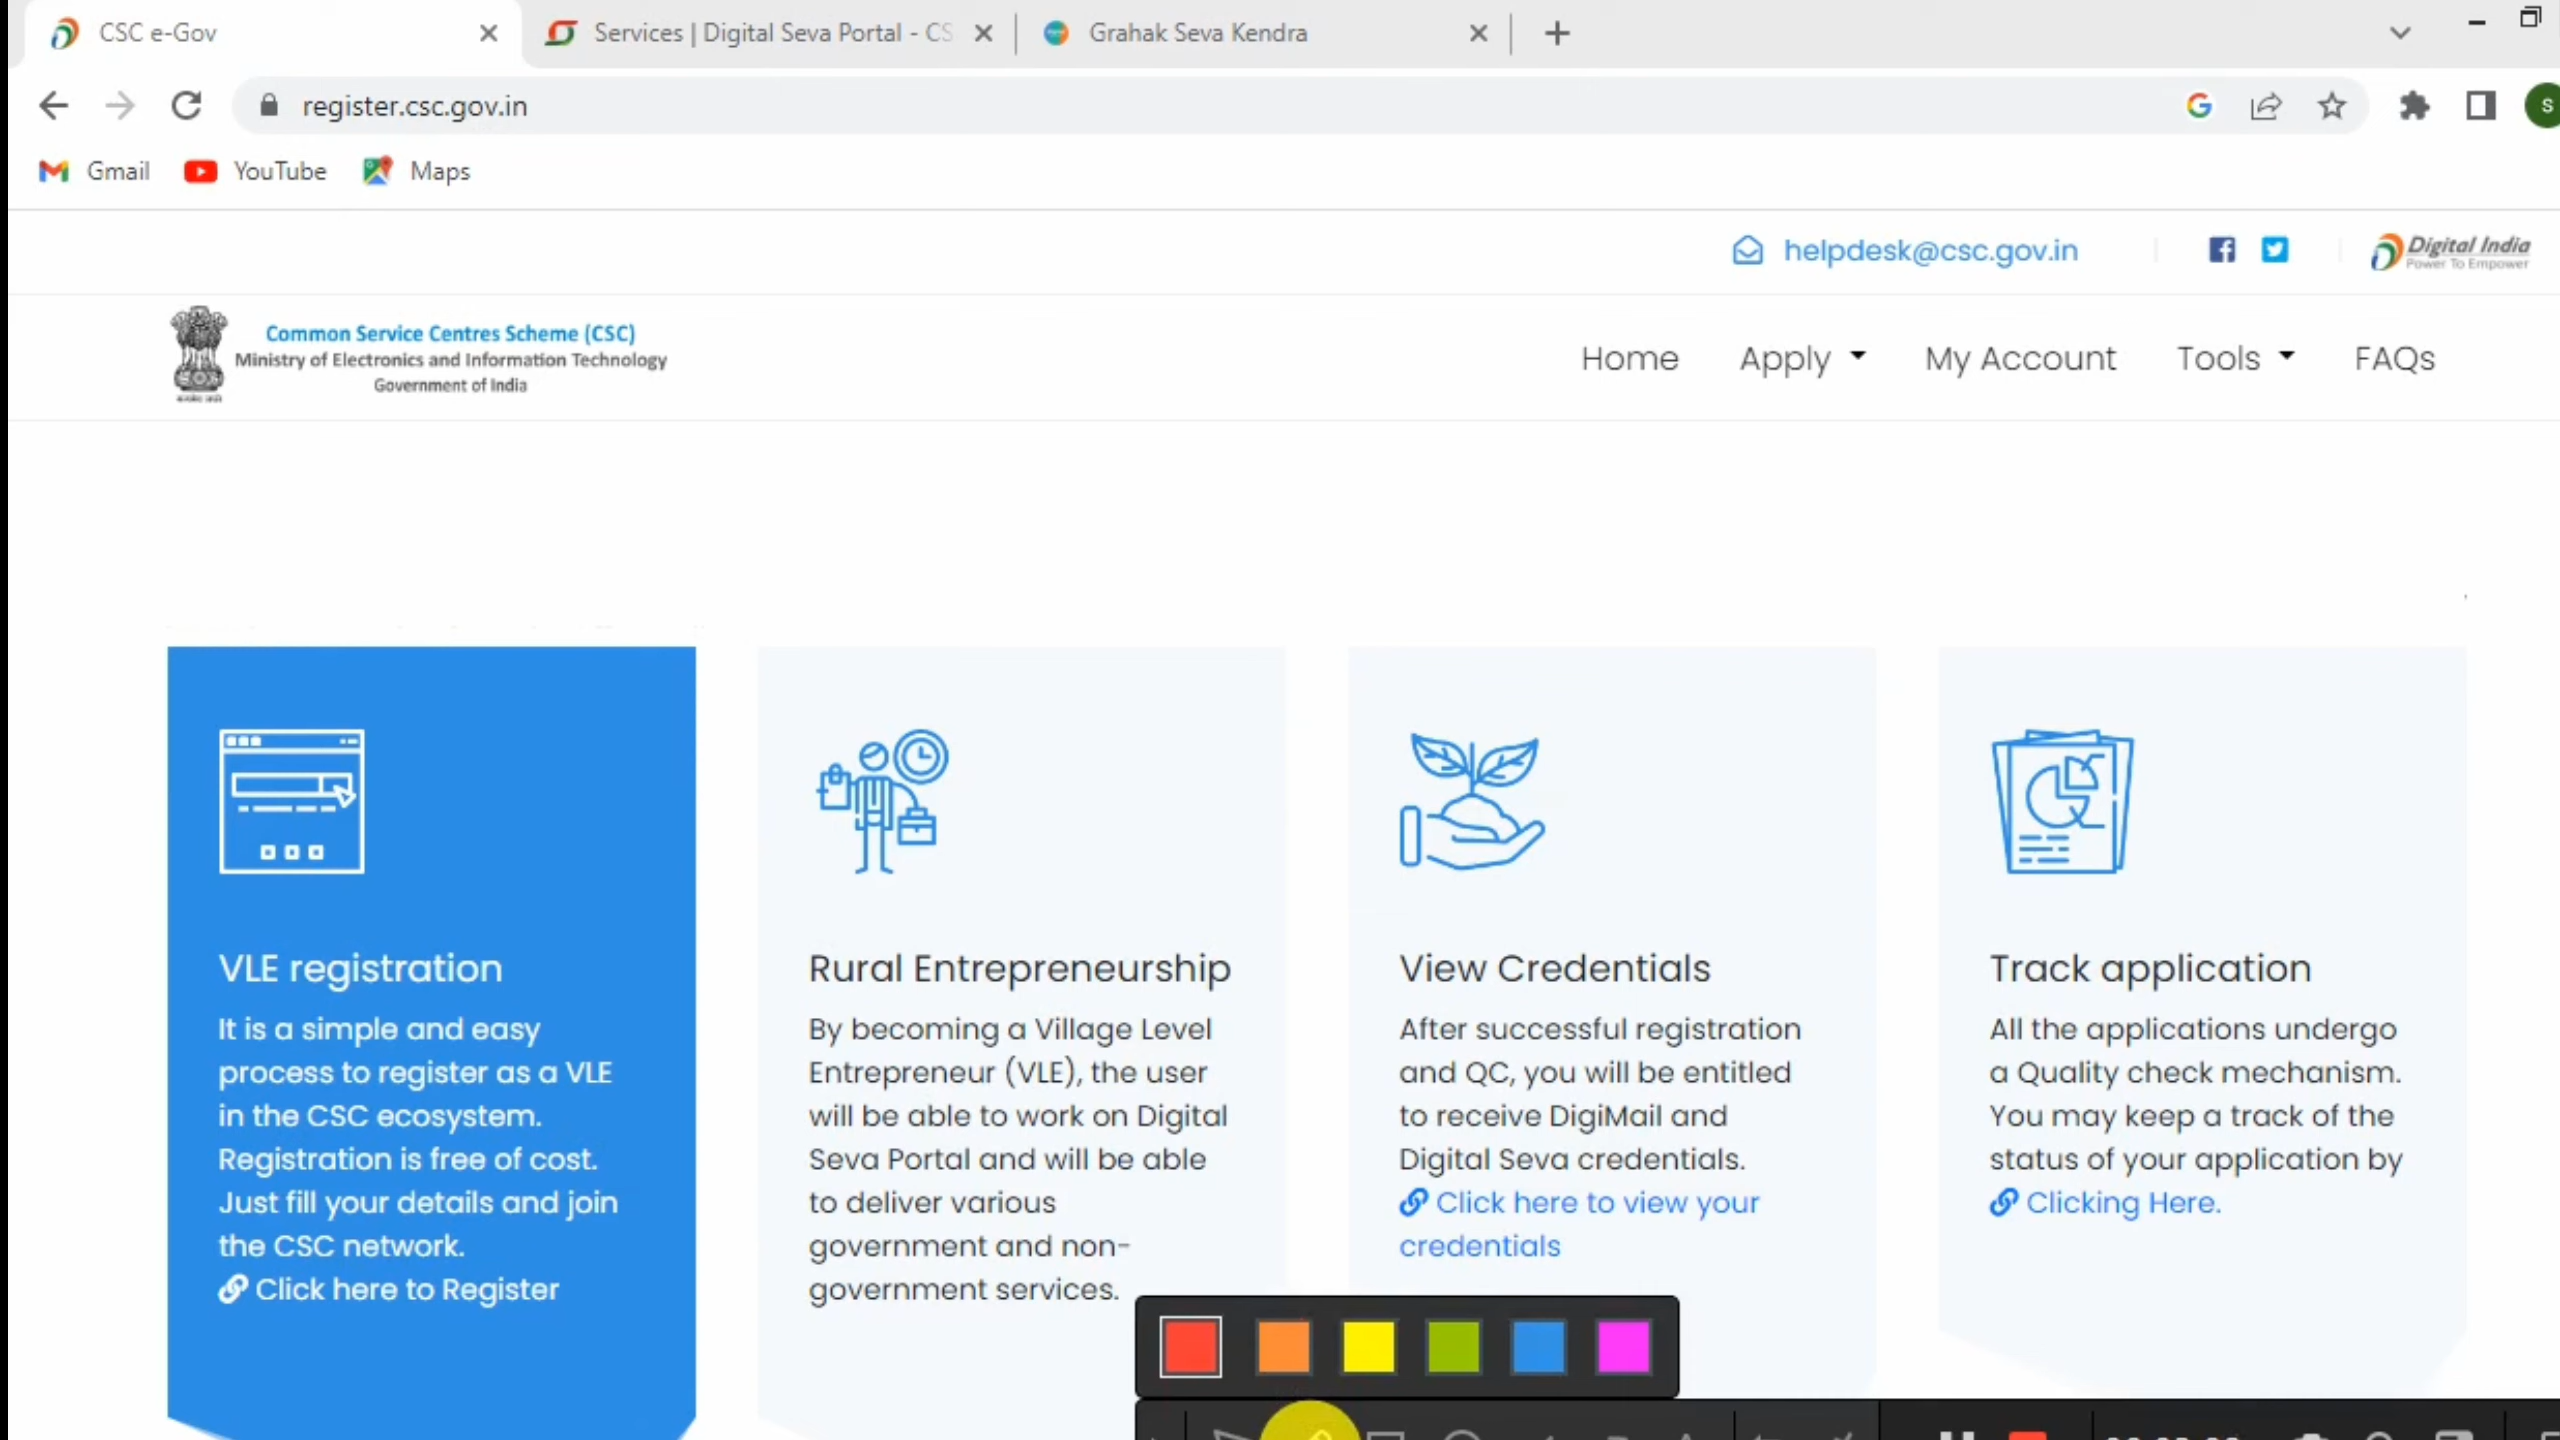 CSC e-Gov
Services | Digital Seva Portal - CS
Grahak Seva Kendra
register.csc.gov.in
S
Gmail
YouTube
Maps
helpdesk@csc.gov.in
Digital India
Power To Empower
Common Service Centres Scheme (CSC)
Ministry of Electronics and Information Technology
Government of India
Home
Apply
My Account
Tools
FAQs
VLE registration
It is a simple and easy
process to register as a VLE
in the CSC ecosystem.
Registration is free of cost.
Just fill your details and join
the CSC network.
Click here to Register
Rural Entrepreneurship
By becoming a Village Level
Entrepreneur (VLE), the user
will be able to work on Digital
Seva Portal and will be able
to deliver various
government and non-
government services.
View Credentials
After successful registration
and QC, you will be entitled
to receive DigiMail and
Digital Seva credentials.
Click here to view your
credentials
Track application
All the applications undergo
a Quality check mechanism.
You may keep a track of the
status of your application by
Clicking Here.